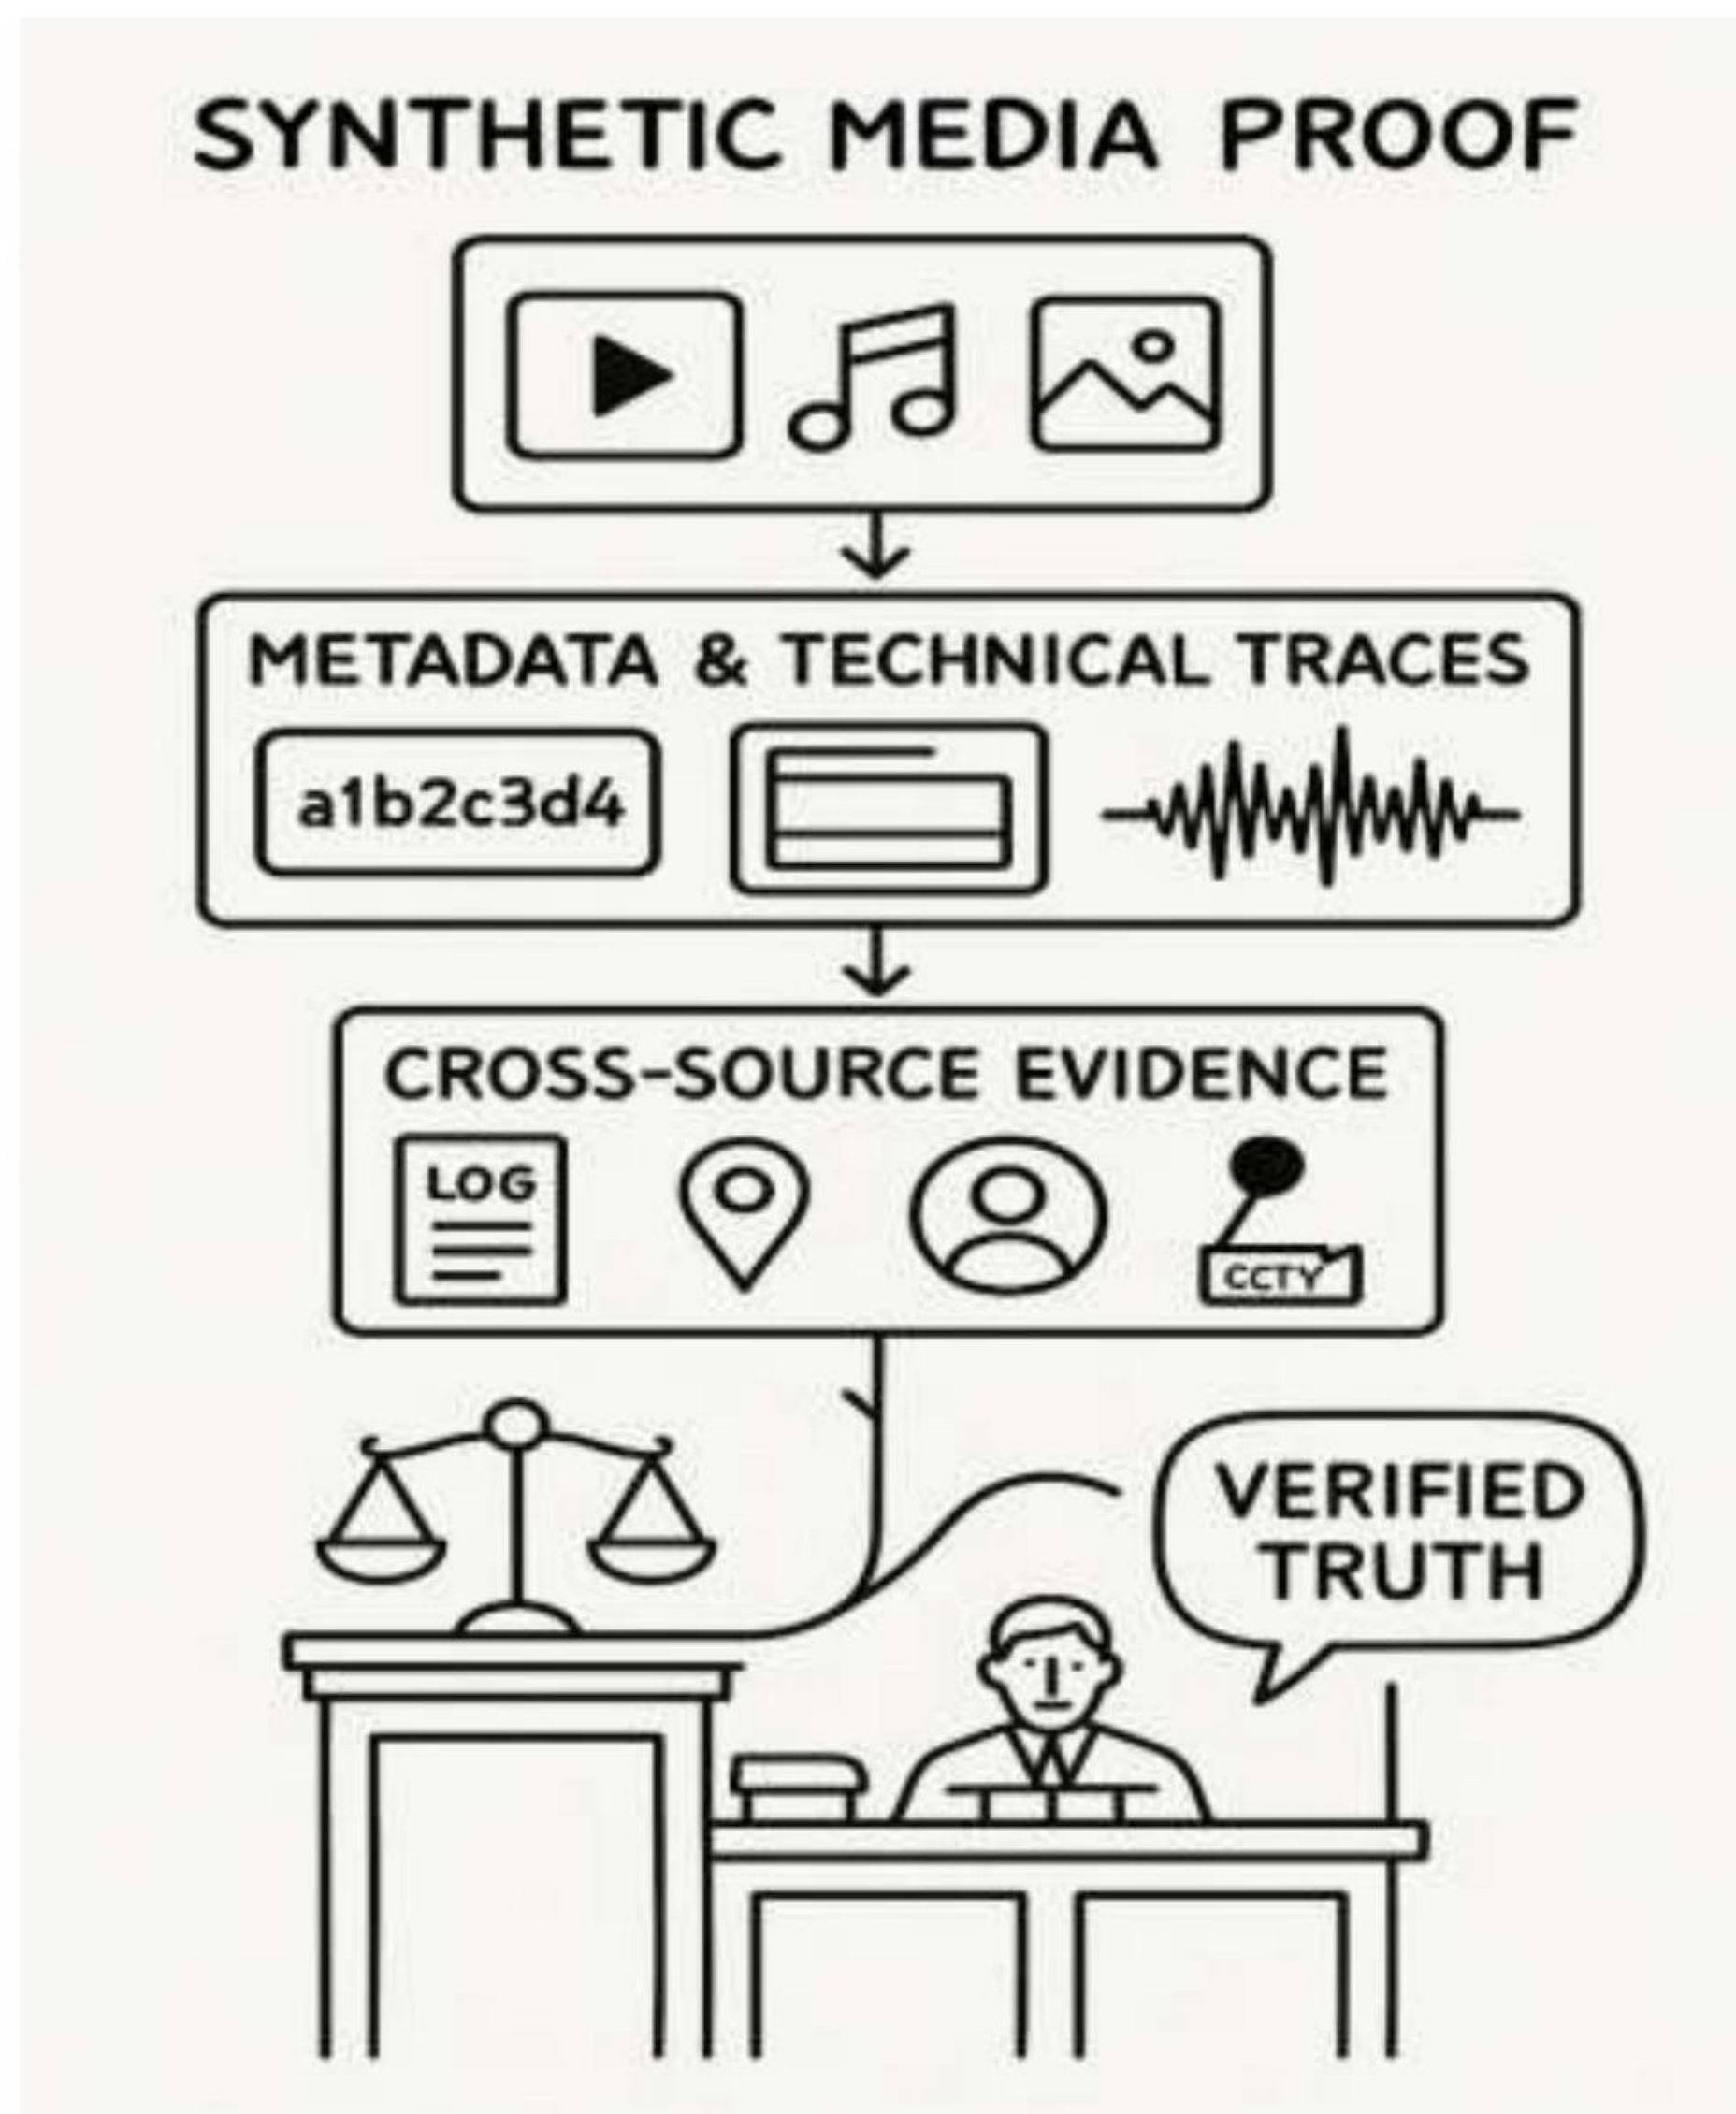 SYNTHETIC MEDIA PROOF
METADATA & TECHNICAL TRACES
a1b2c3d4
CROSS-SOURCE EVIDENCE
LOG
CCTY
VERIFIED
TRUTH